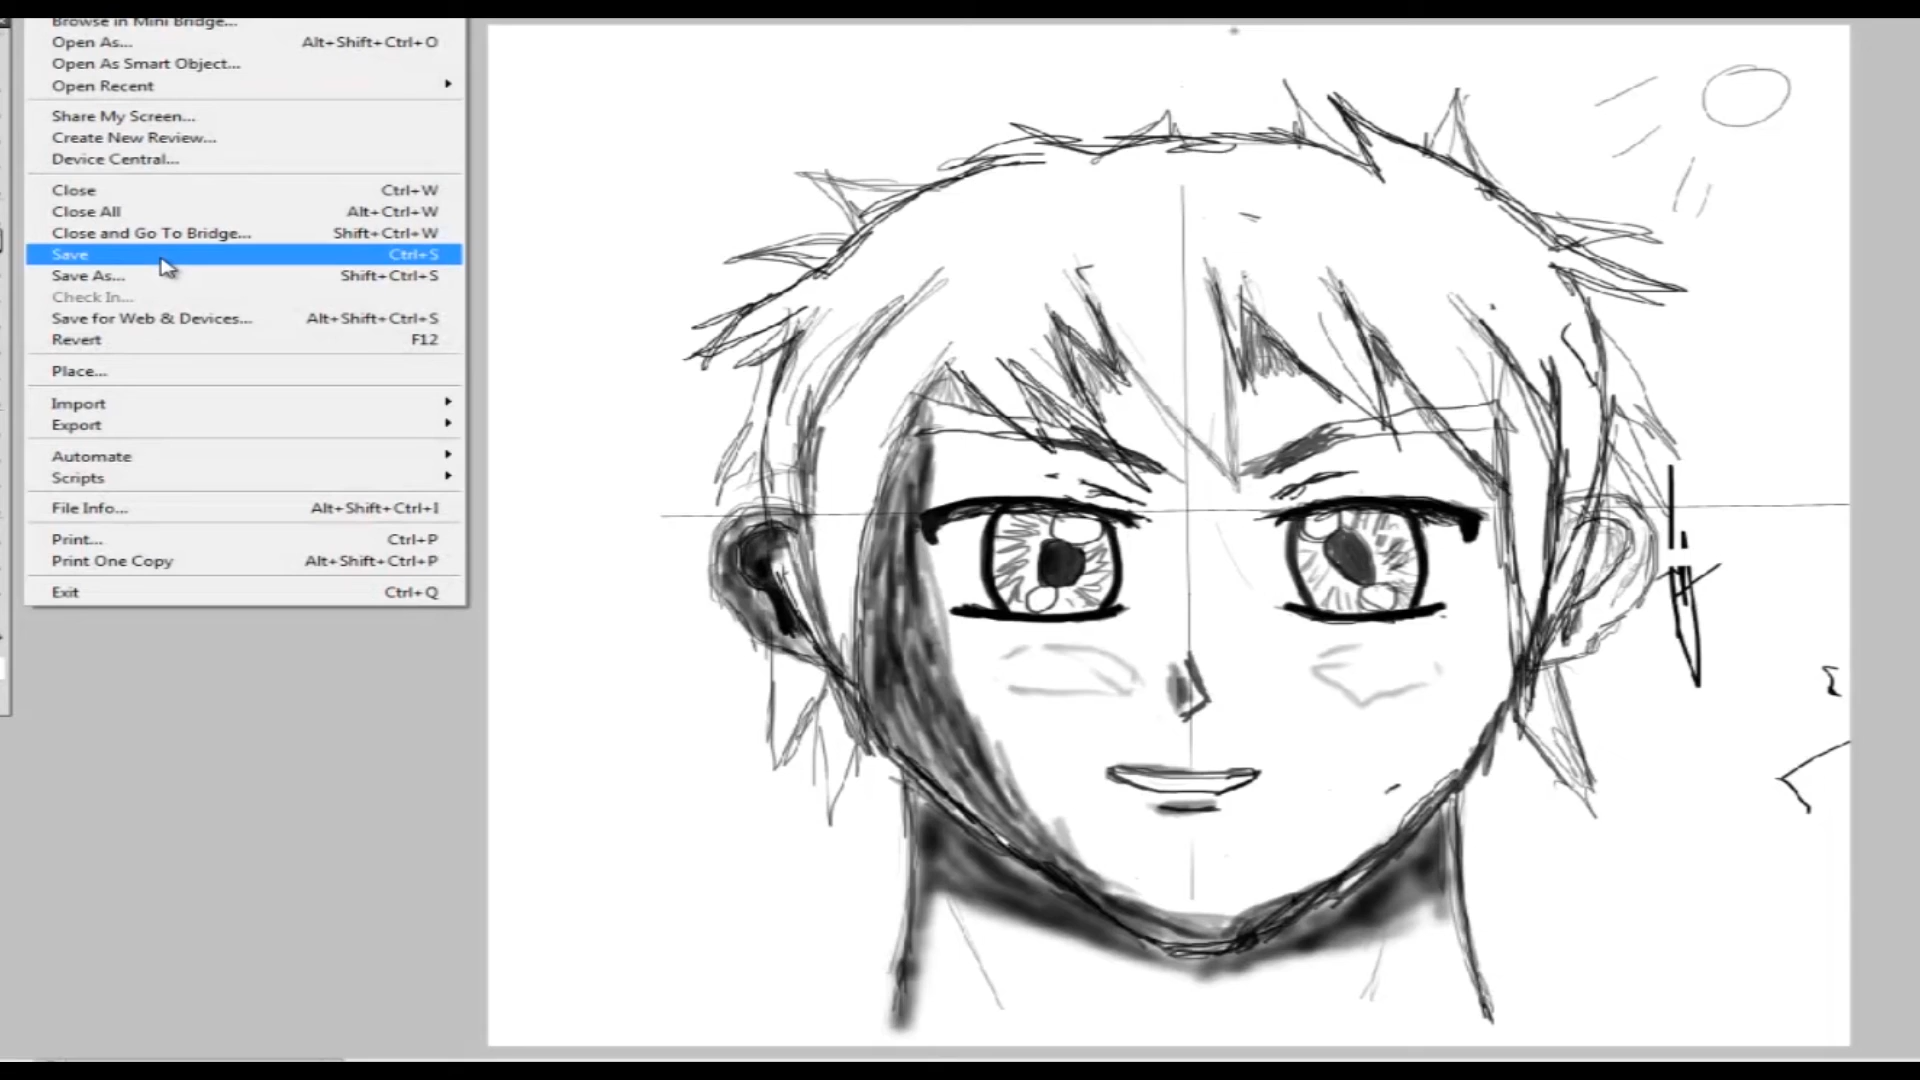 Browse in Mini Bridge...
Open As... Alt+Shift+Ctrl+O
Open As Smart Object...
Open Recent
Share My Screen...
Create New Review...
Device Central...
Close Ctrl+W
Close All Alt+Ctrl+W
Close and Go To Bridge... Shift+Ctrl+W
Save Ctrl+S
Save As... Shift+Ctrl+S
Check In...
Save for Web & Devices... Alt+Shift+Ctrl+S
Revert F12
Place...
Import
Export
Automate
Scripts
File Info... Alt+Shift+Ctrl+I
Print... Ctrl+P
Print One Copy Alt+Shift+Ctrl+P
Exit Ctrl+Q